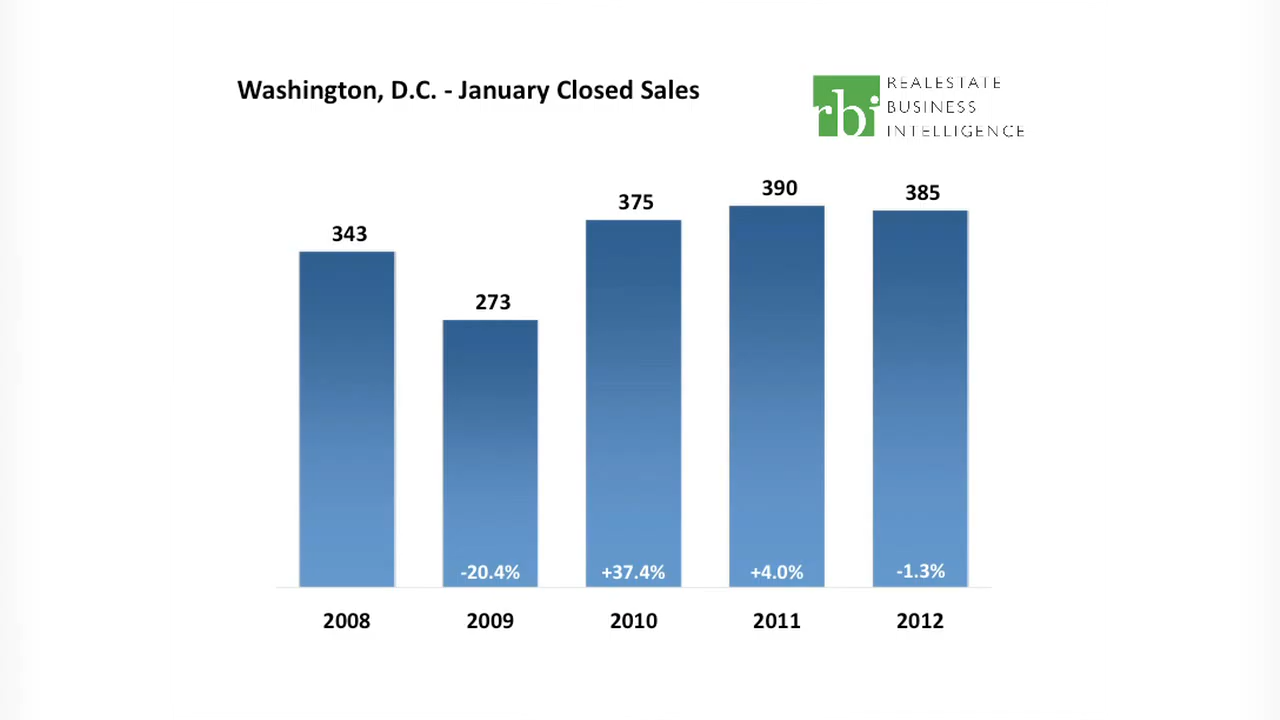 Washington, D.C. - January Closed Sales
rbi
REALESTATE
BUSINESS
INTELLIGENCE
343
273
375
390
385
-20.4%
+37.4%
+4.0%
-1.3%
2008
2009
2010
2011
2012